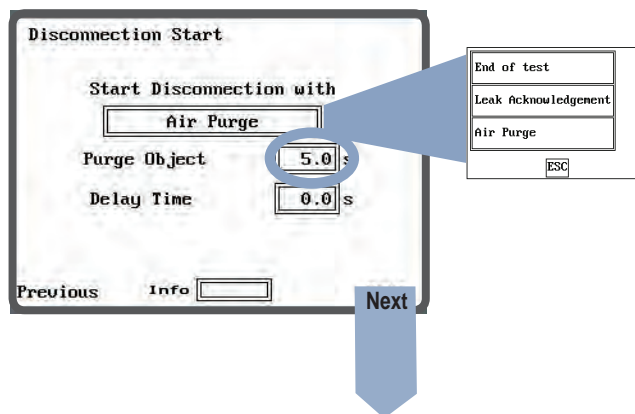 Disconnection Start
Start Disconnection with
Air Purge
Purge Object 5.0 s
Delay Time 0.0 s
Previous Info
Next
End of test
Leak Acknowledgement
Air Purge
ESC